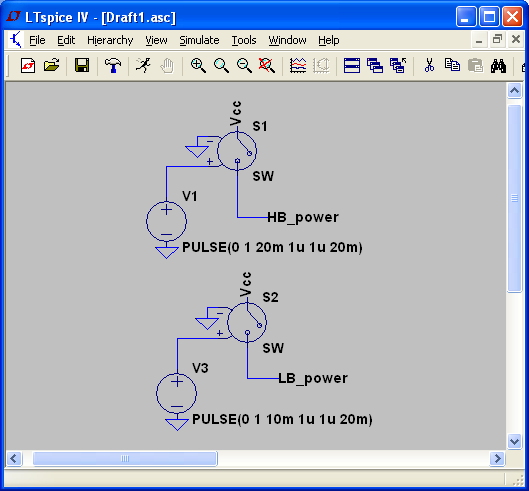 LTspice IV - [Draft1.asc]
File Edit Hierarchy View Simulate Tools Window Help
Vcc
S1
SW
HB_power
V1
PULSE(0 1 20m 1u 1u 20m)
Vcc
S2
SW
LB_power
V3
PULSE(0 1 10m 1u 1u 20m)